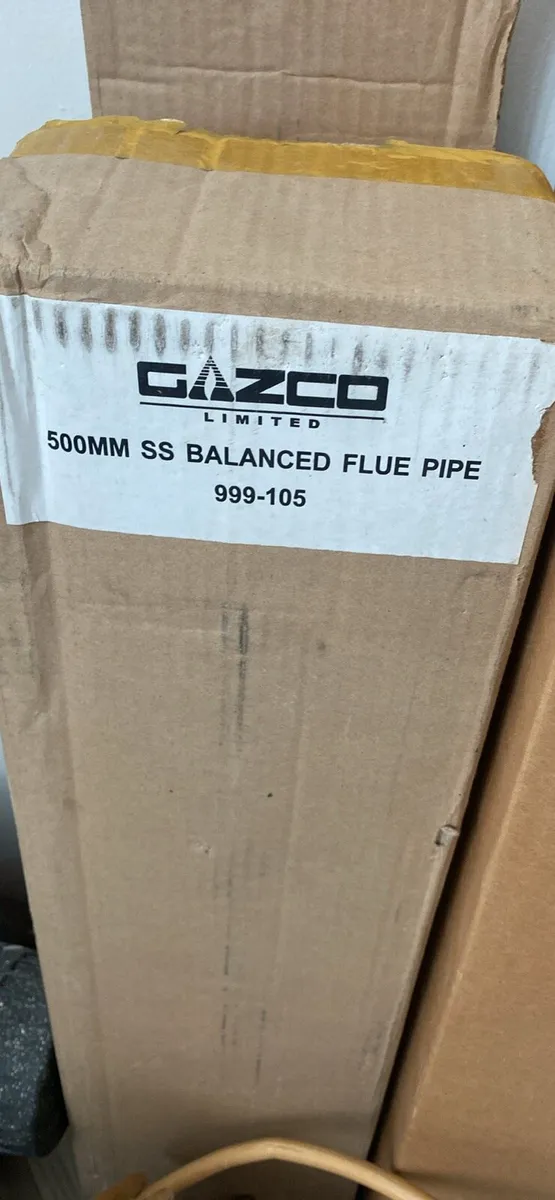 GAZCO
LIMITED
500MM SS BALANCED FLUE PIPE
999-105